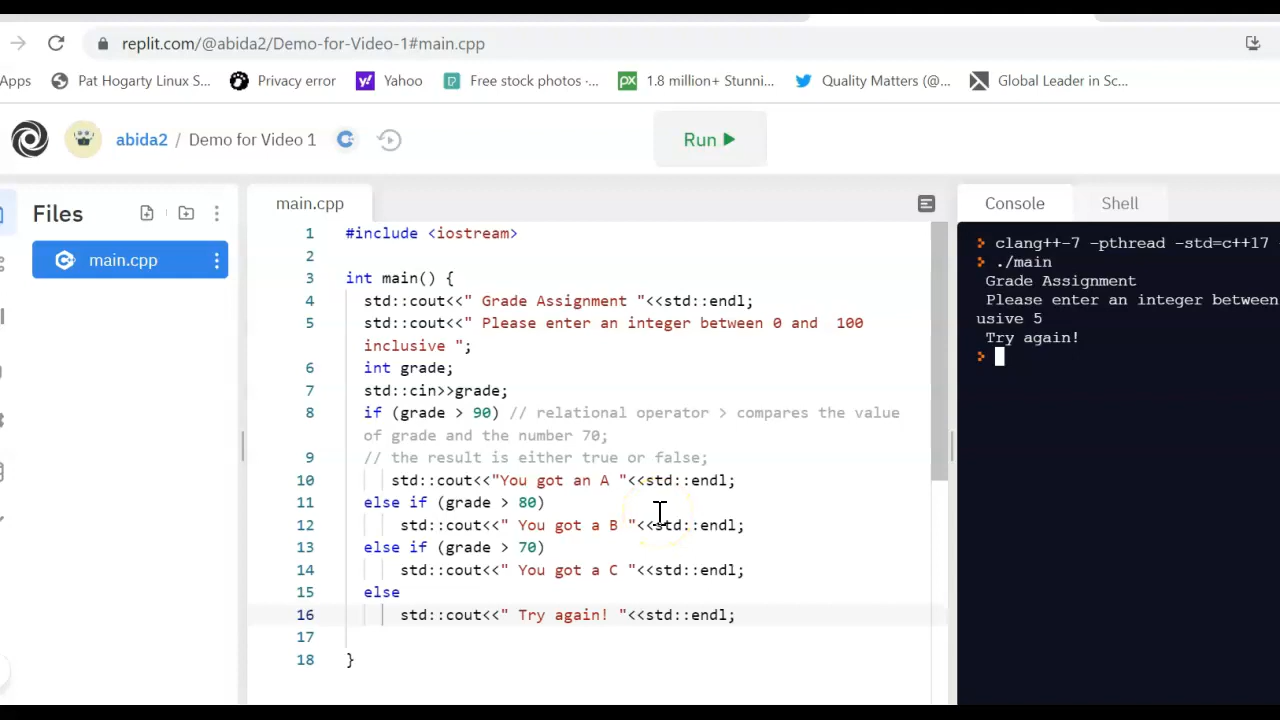 replit.com/@abida2/Demo-for-Video-1#main.cpp
Apps Pat Hogarty Linux S... Privacy error Yahoo Free stock photos ·... 1.8 million+ Stunni... Quality Matters (@... Global Leader in Sc...
abida2 / Demo for Video 1 Run
Files
main.cpp
main.cpp
1 #include <iostream>
2
3 int main() {
4 std::cout<<" Grade Assignment "<<std::endl;
5 std::cout<<" Please enter an integer between 0 and  100
inclusive ";
6 int grade;
7 std::cin>>grade;
8 if (grade > 90) // relational operator > compares the value
of grade and the number 70;
9 // the result is either true or false;
10 std::cout<<"You got an A "<<std::endl;
11 else if (grade > 80)
12 std::cout<<" You got a B "<<std::endl;
13 else if (grade > 70)
14 std::cout<<" You got a C "<<std::endl;
15 else
16 std::cout<<" Try again! "<<std::endl;
17
18 }
Console Shell
clang++-7 -pthread -std=c++17
./main
Grade Assignment
Please enter an integer between
usive 5
Try again!